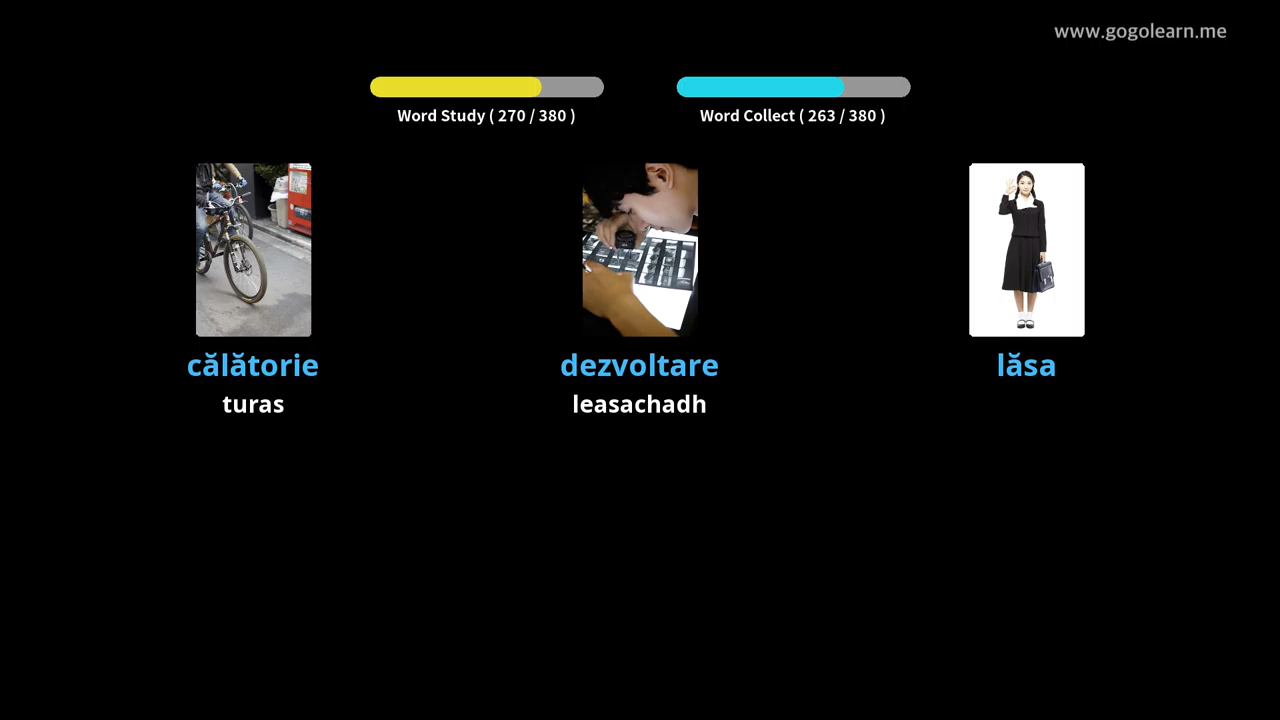 www.gogolearn.me
Word Study ( 270 / 380 )
Word Collect ( 263 / 380 )
călătorie
turas
dezvoltare
leasachadh
lăsa